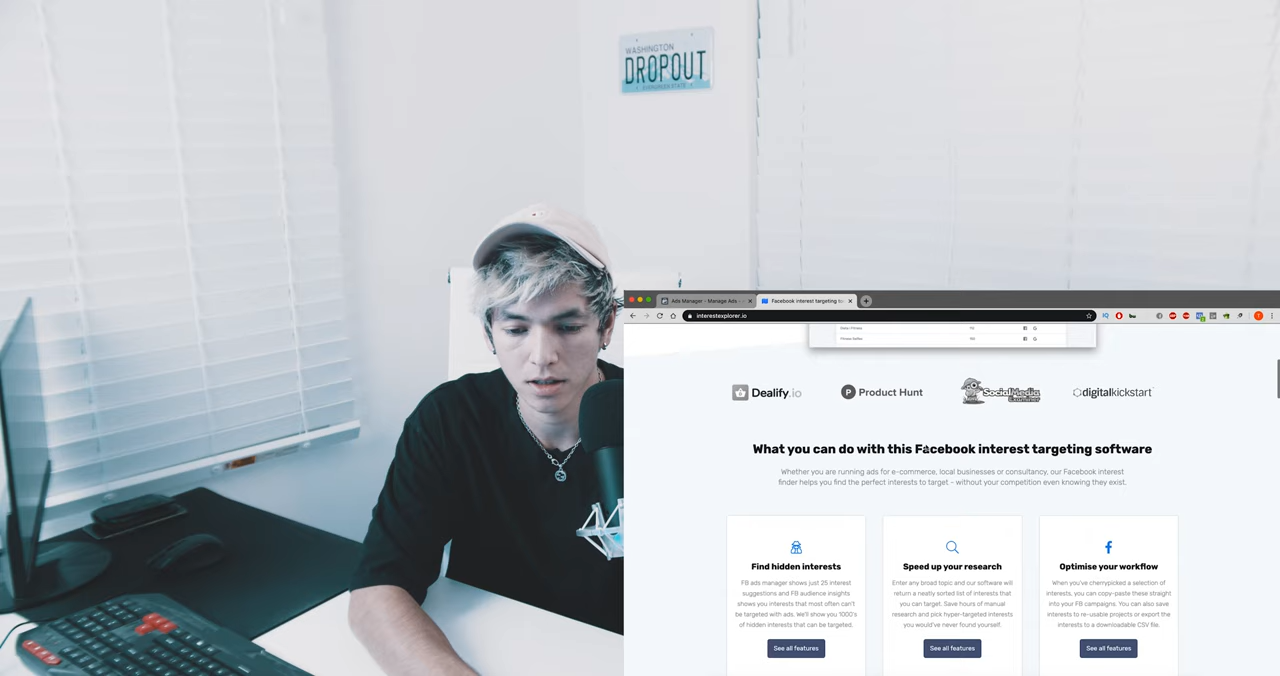 WASHINGTON
DROPOUT
EVERGREEN STATE
Ads Manager - Manage Ads -
Facebook interest targeting so
interestexplorer.io
Dealify.io
Product Hunt
SocialMedia
Examiner
digitalkickstart
What you can do with this Facebook interest targeting software
Whether you are running ads for e-commerce, local businesses or consultancy, our Facebook interest
finder helps you find the perfect interests to target - without your competition even knowing they exist.
Find hidden interests
FB ads manager shows just 25 interest
suggestions and FB audience insights
shows you interests that most often can't
be targeted with ads. We'll show you 1000's
of hidden interests that can be targeted.
See all features
Speed up your research
Enter any broad topic and our software will
return a neatly sorted list of interests that
you can target. Save hours of manual
research and pick hyper-targeted interests
you would've never found yourself.
See all features
Optimise your workflow
When you've cherrypicked a selection of
interests, you can copy-paste these straight
into your FB campaigns. You can also save
interests to re-usable projects or export the
interests to a downloadable CSV file.
See all features